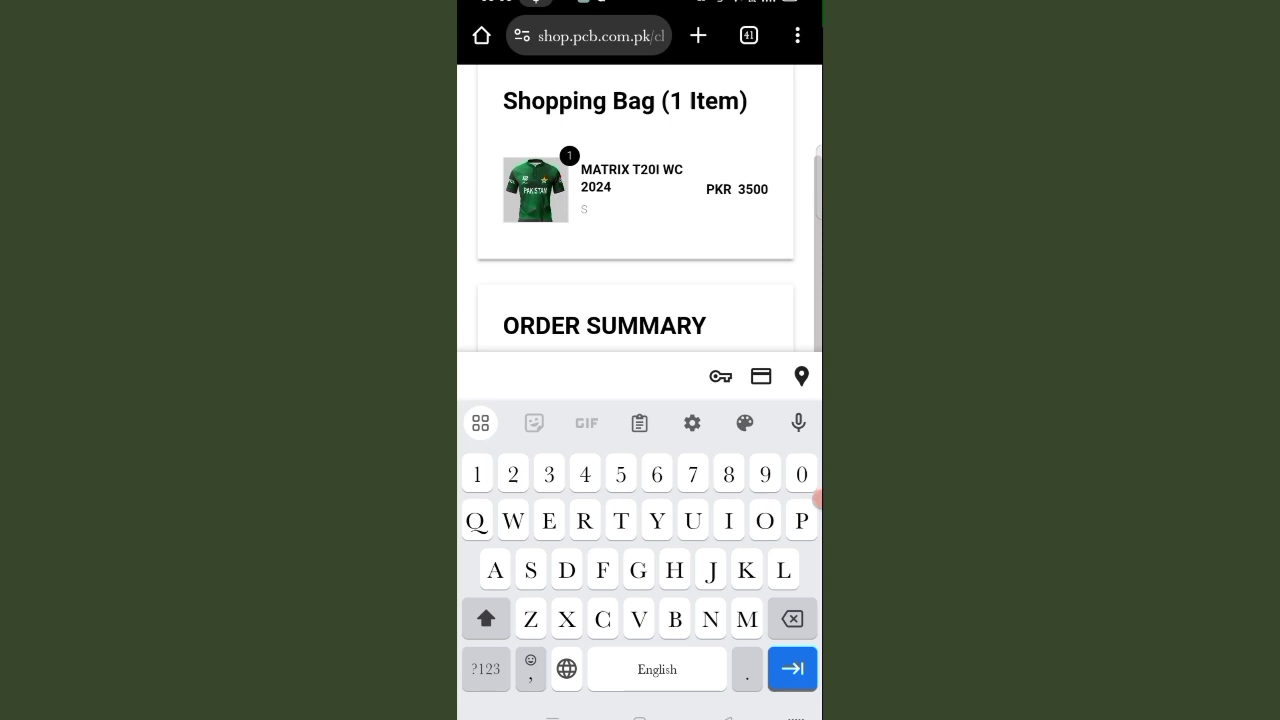 shop.pcb.com.pk/cl
41
Shopping Bag (1 Item)
1
MATRIX T20I WC
2024
PKR 3500
S
PAKISTAN
ORDER SUMMARY
GIF
1 2 3 4 5 6 7 8 9 0
Q W E R T Y U I O P
A S D F G H J K L
Z X C V B N M
?123 , English .